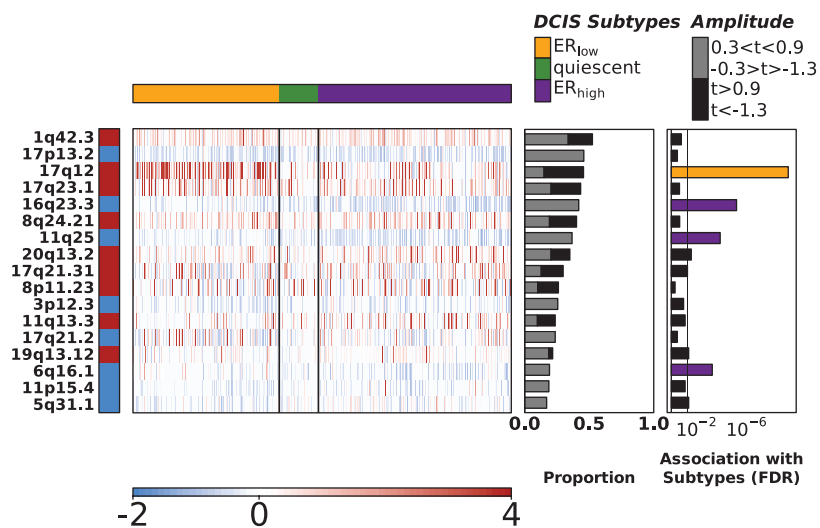 DCIS Subtypes
ER_low
quiescent
ER_high
Amplitude
0.3<t<0.9
-0.3>t>-1.3
t>0.9
t<-1.3
1q42.3
17p13.2
17q12
17q23.1
16q23.3
8q24.21
11q25
20q13.2
17q21.31
8p11.23
3p12.3
11q13.3
17q21.2
19q13.12
6q16.1
11p15.4
5q31.1
0.0 0.5 1.0
Proportion
10^-2 10^-6
Association with
Subtypes (FDR)
-2 0 4